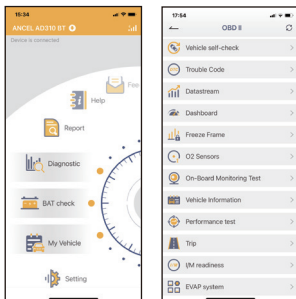 15:34
ANCEL AD310 BT
Device is connected
Fee
Help
Report
Diagnostic
BAT check
My Vehicle
Setting
17:54
OBD II
Vehicle self-check
Trouble Code
Datastream
Dashboard
Freeze Frame
O2 Sensors
On-Board Monitoring Test
Vehicle Information
Performance test
Trip
I/M readiness
EVAP system